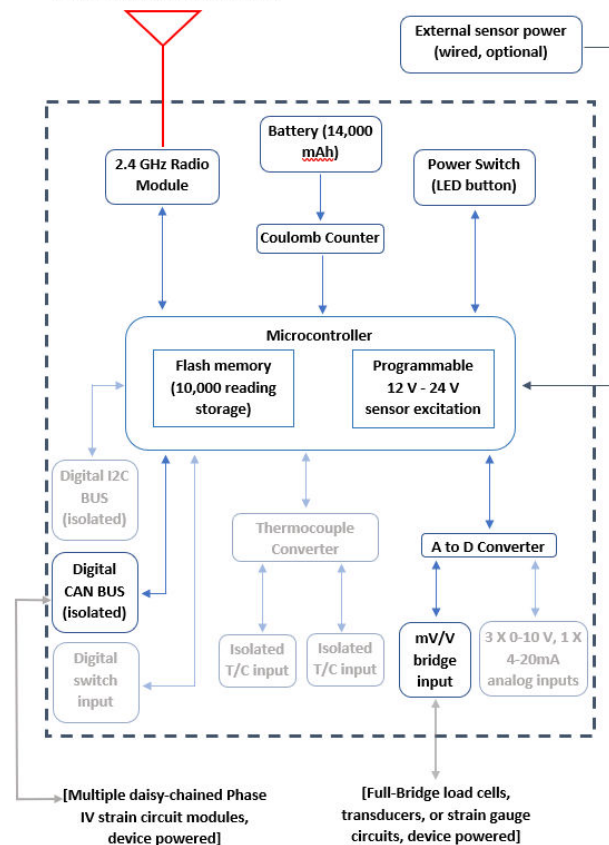 External sensor power
(wired, optional)
2.4 GHz Radio
Module
Battery (14,000
mAh)
Power Switch
(LED button)
Coulomb Counter
Microcontroller
Flash memory
(10,000 reading
storage)
Programmable
12 V - 24 V
sensor excitation
Digital I2C
BUS
(isolated)
Thermocouple
Converter
A to D Converter
Digital
CAN BUS
(isolated)
Isolated
T/C input
Isolated
T/C input
mV/V
bridge
input
3 X 0-10 V, 1 X
4-20mA
analog inputs
Digital
switch
input
[Multiple daisy-chained Phase
IV strain circuit modules,
device powered]
[Full-Bridge load cells,
transducers, or strain gauge
circuits, device powered]